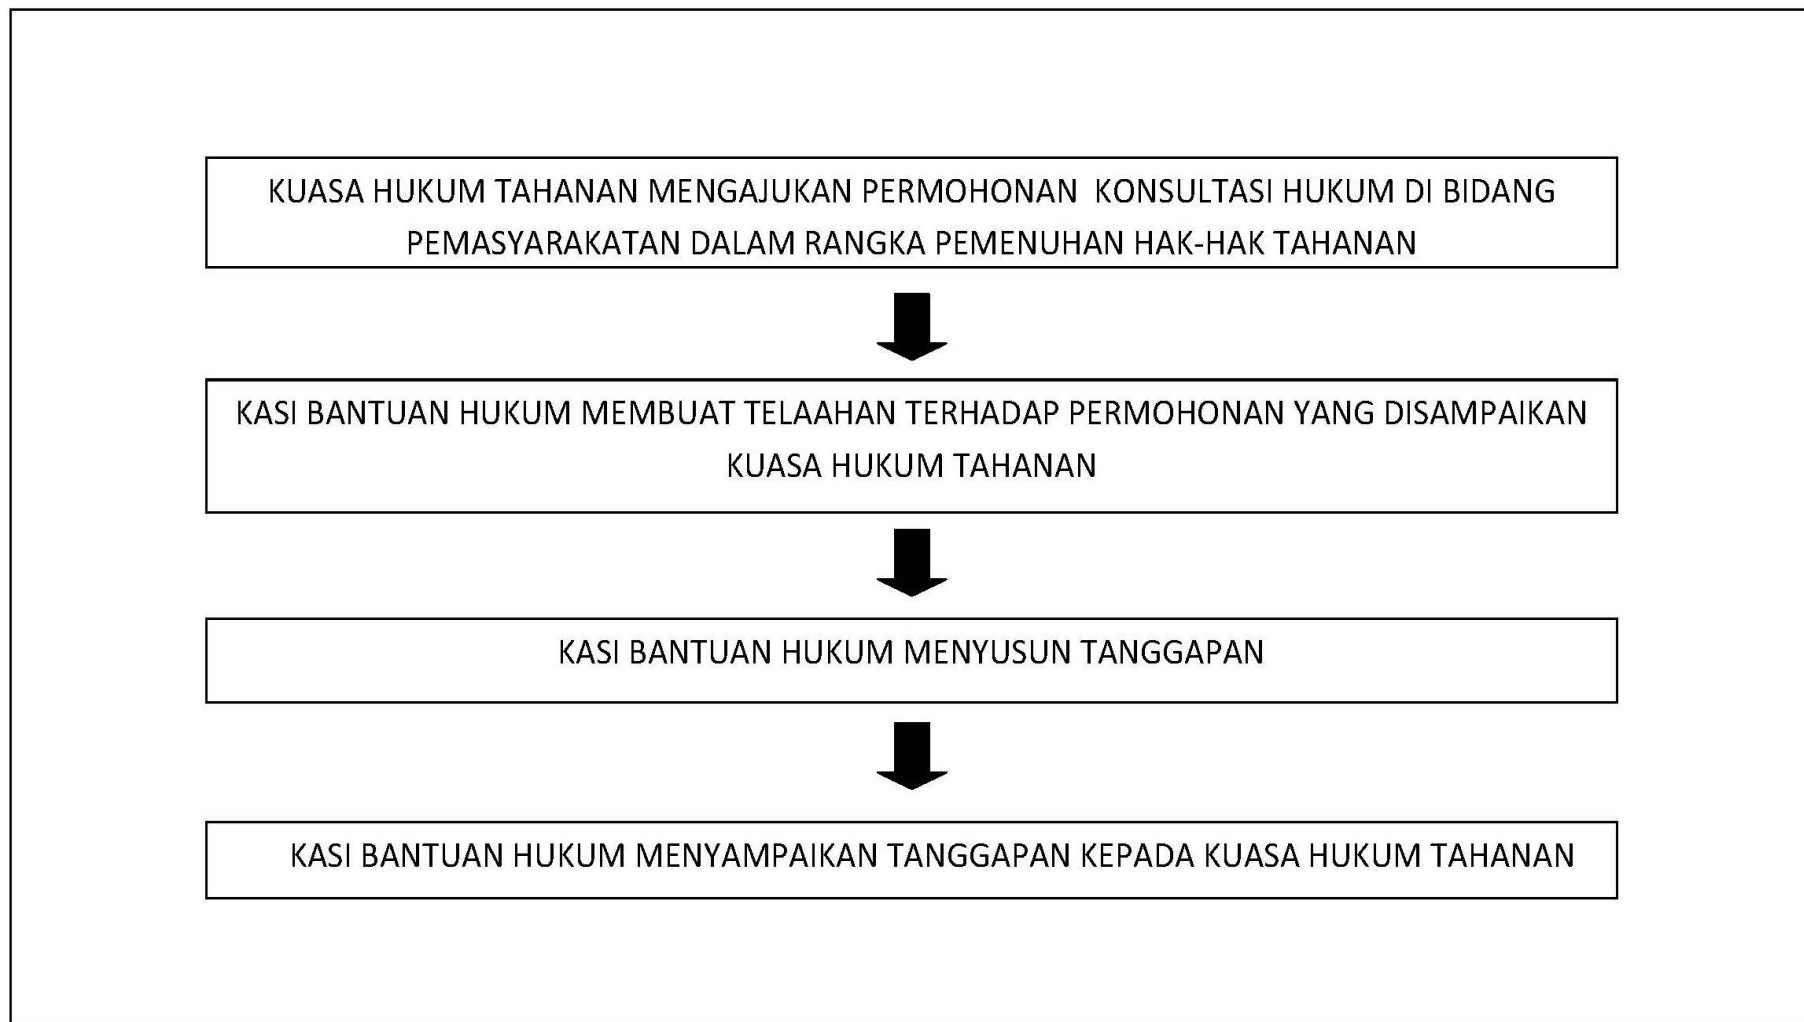 KUASA HUKUM TAHANAN MENGAJUKAN PERMOHONAN  KONSULTASI HUKUM DI BIDANG
PEMASYARAKATAN DALAM RANGKA PEMENUHAN HAK-HAK TAHANAN
KASI BANTUAN HUKUM MEMBUAT TELAAHAN TERHADAP PERMOHONAN YANG DISAMPAIKAN
KUASA HUKUM TAHANAN
KASI BANTUAN HUKUM MENYUSUN TANGGAPAN
KASI BANTUAN HUKUM MENYAMPAIKAN TANGGAPAN KEPADA KUASA HUKUM TAHANAN